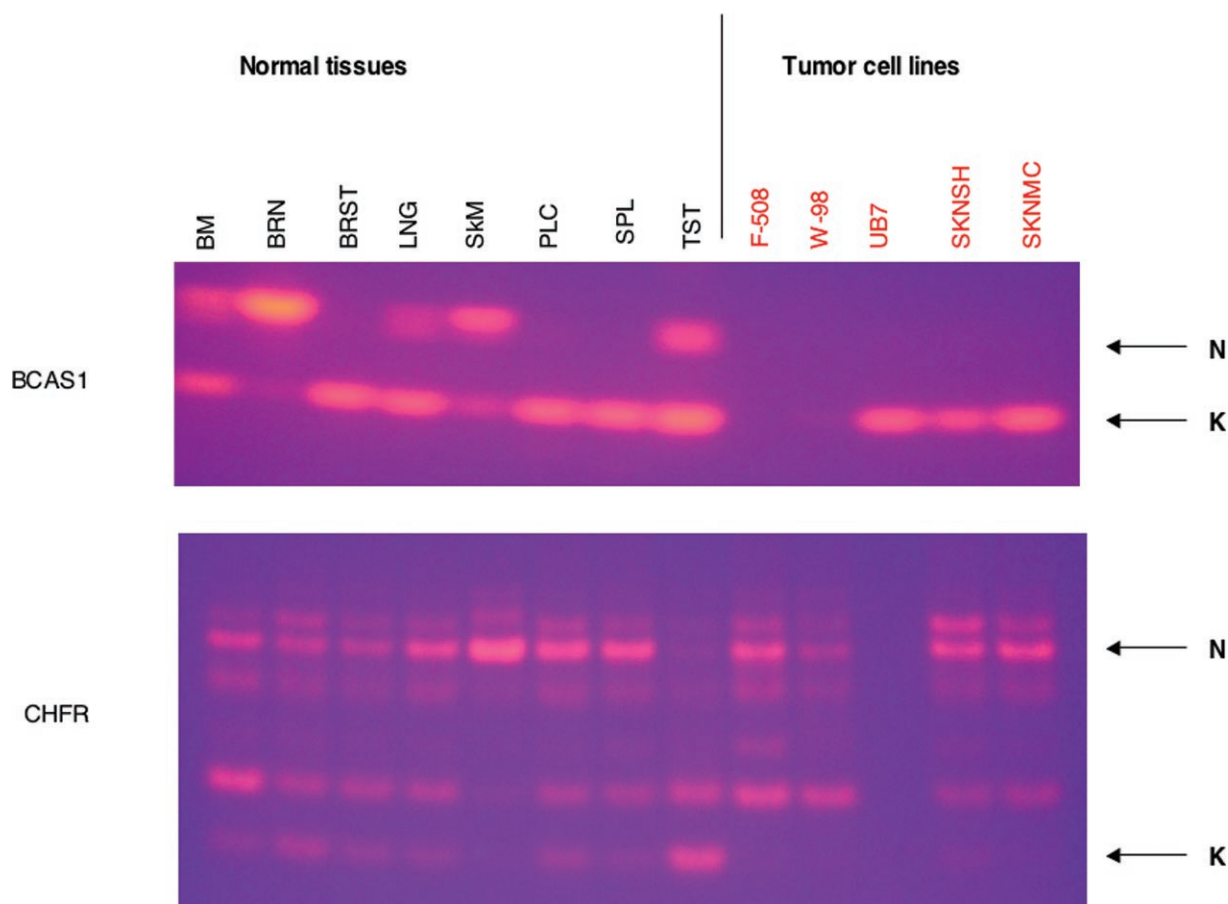 Normal tissues
Tumor cell lines
BM
BRN
BRST
LNG
SkM
PLC
SPL
TST
F-508
W-98
UB7
SKNSH
SKNMC
BCAS1
N
K
CHFR
N
K